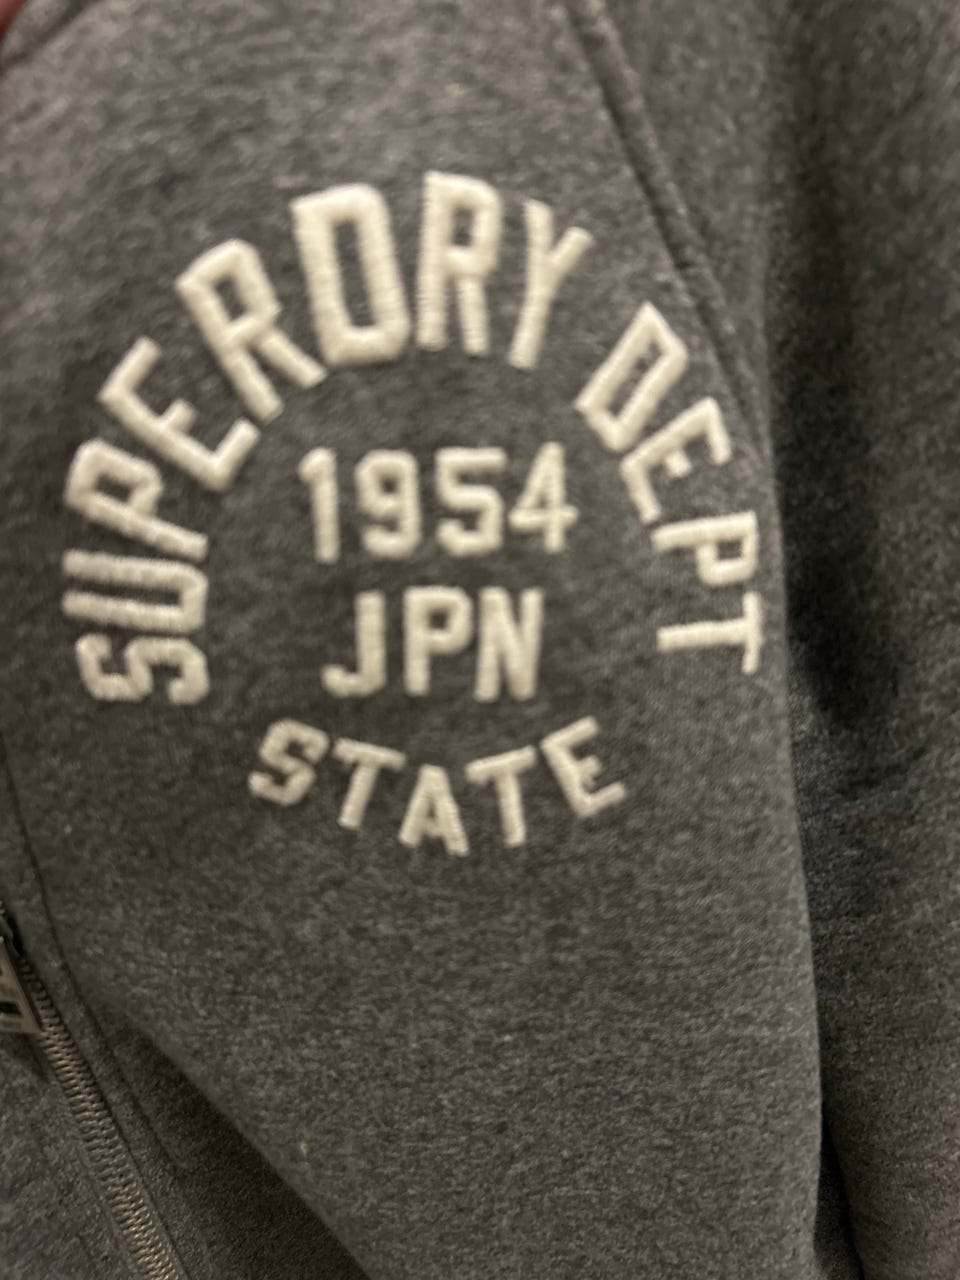 SUPERDRY DEPT
1954
JPN
STATE